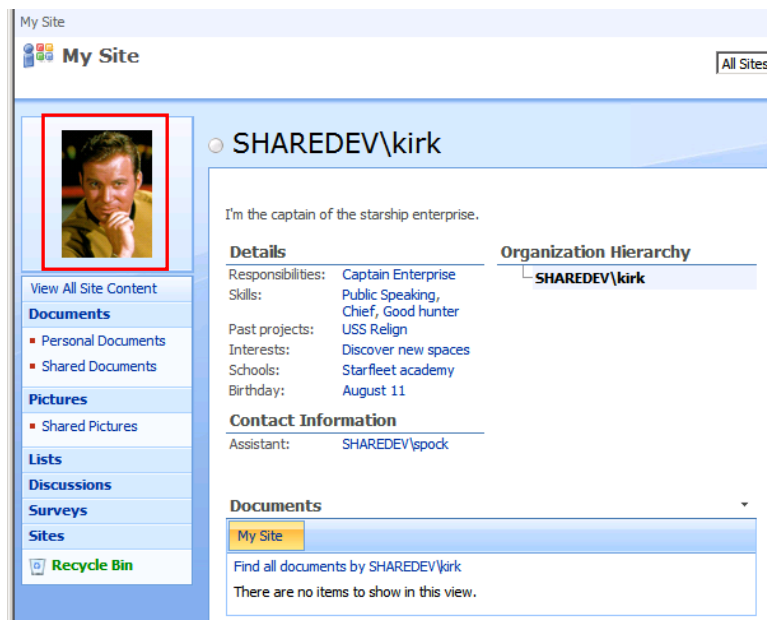 My Site
My Site
All Sites
SHAREDEV\kirk
I'm the captain of the starship enterprise.
Details
Responsibilities: Captain Enterprise
Skills: Public Speaking,
Chief, Good hunter
Past projects: USS Relign
Interests: Discover new spaces
Schools: Starfleet academy
Birthday: August 11
Contact Information
Assistant: SHAREDEV\spock
Organization Hierarchy
SHAREDEV\kirk
View All Site Content
Documents
Personal Documents
Shared Documents
Pictures
Shared Pictures
Lists
Discussions
Surveys
Sites
Recycle Bin
Documents
My Site
Find all documents by SHAREDEV\kirk
There are no items to show in this view.